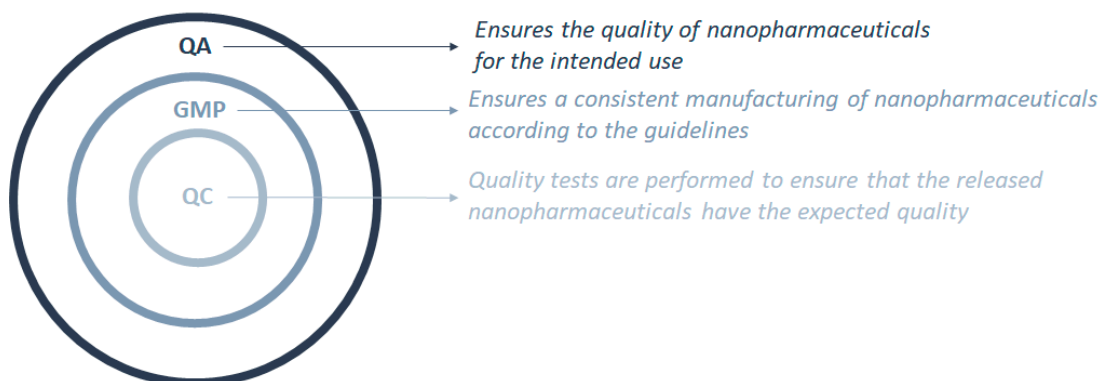 QA
Ensures the quality of nanopharmaceuticals
for the intended use
GMP
Ensures a consistent manufacturing of nanopharmaceuticals
according to the guidelines
QC
Quality tests are performed to ensure that the released
nanopharmaceuticals have the expected quality